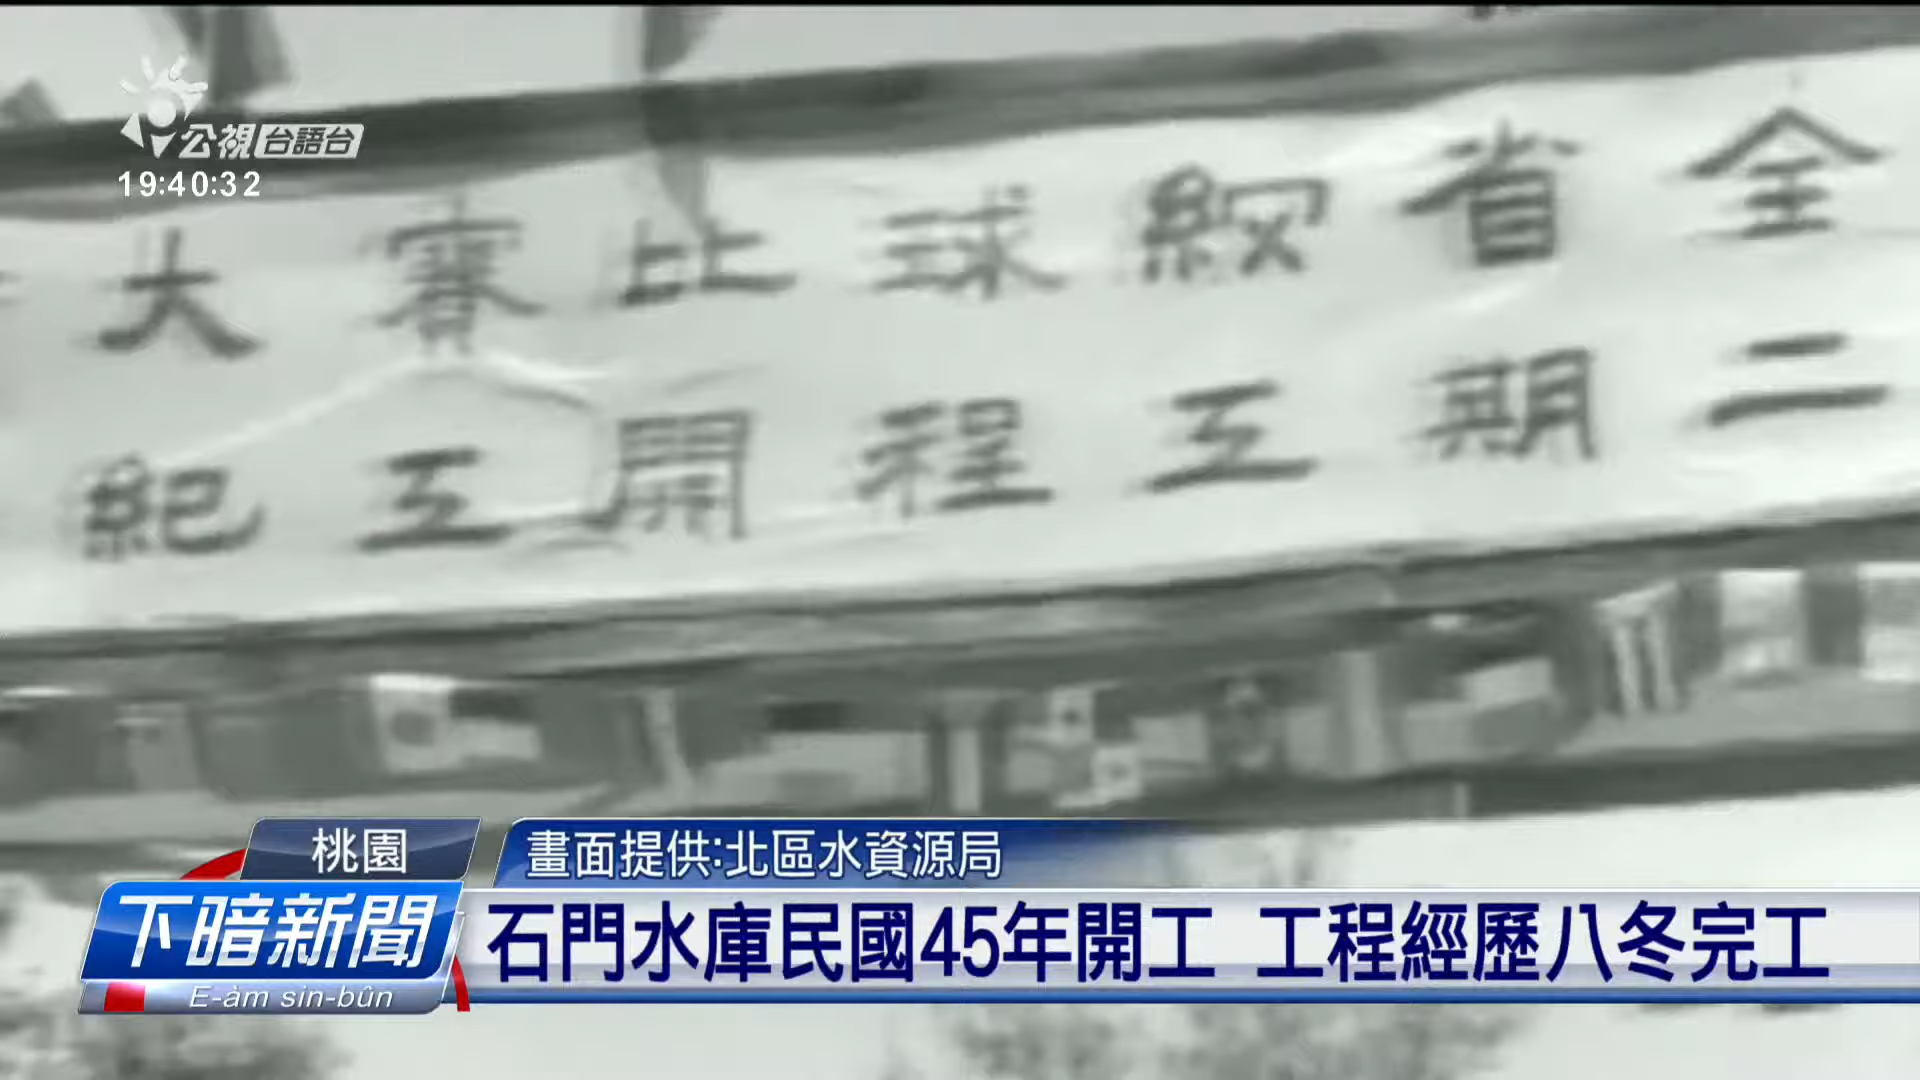 公視台語台
19:40:32
全省網球比賽大
二期工程開工紀
桃園
畫面提供:北區水資源局
下暗新聞
E-àm sin-bûn
石門水庫民國45年開工 工程經歷八冬完工